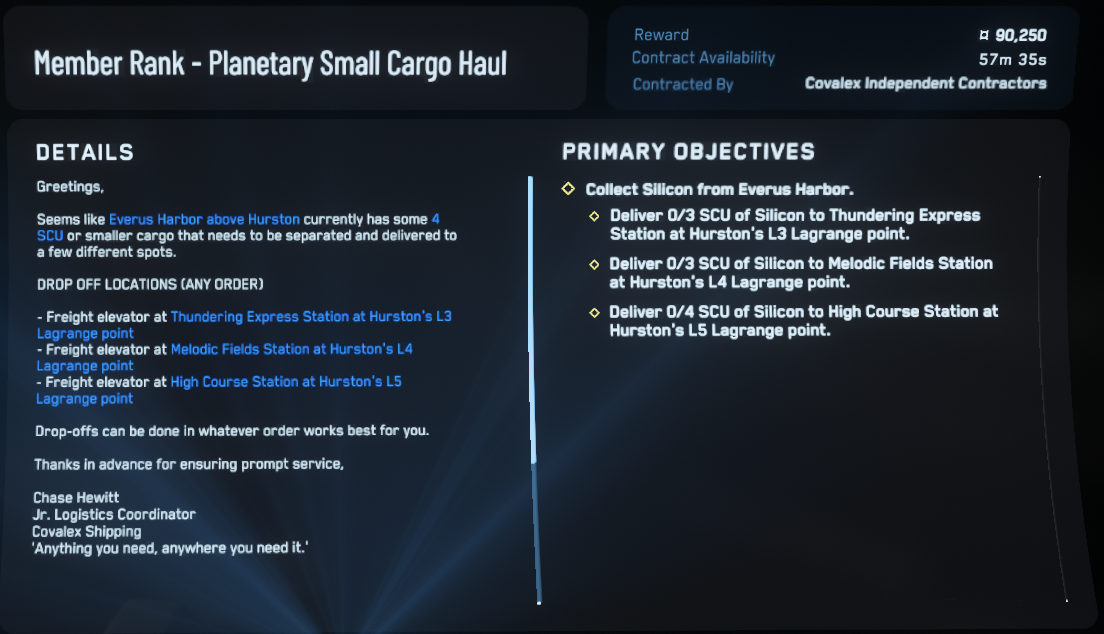 Member Rank - Planetary Small Cargo Haul
Reward ¤ 90,250
Contract Availability 57m 35s
Contracted By Covalex Independent Contractors
DETAILS
Greetings,
Seems like Everus Harbor above Hurston currently has some 4
SCU or smaller cargo that needs to be separated and delivered to
a few different spots.
DROP OFF LOCATIONS (ANY ORDER)
- Freight elevator at Thundering Express Station at Hurston's L3
Lagrange point
- Freight elevator at Melodic Fields Station at Hurston's L4
Lagrange point
- Freight elevator at High Course Station at Hurston's L5
Lagrange point
Drop-offs can be done in whatever order works best for you.
Thanks in advance for ensuring prompt service,
Chase Hewitt
Jr. Logistics Coordinator
Covalex Shipping
'Anything you need, anywhere you need it.'
PRIMARY OBJECTIVES
Collect Silicon from Everus Harbor.
Deliver 0/3 SCU of Silicon to Thundering Express
Station at Hurston's L3 Lagrange point.
Deliver 0/3 SCU of Silicon to Melodic Fields Station
at Hurston's L4 Lagrange point.
Deliver 0/4 SCU of Silicon to High Course Station at
Hurston's L5 Lagrange point.